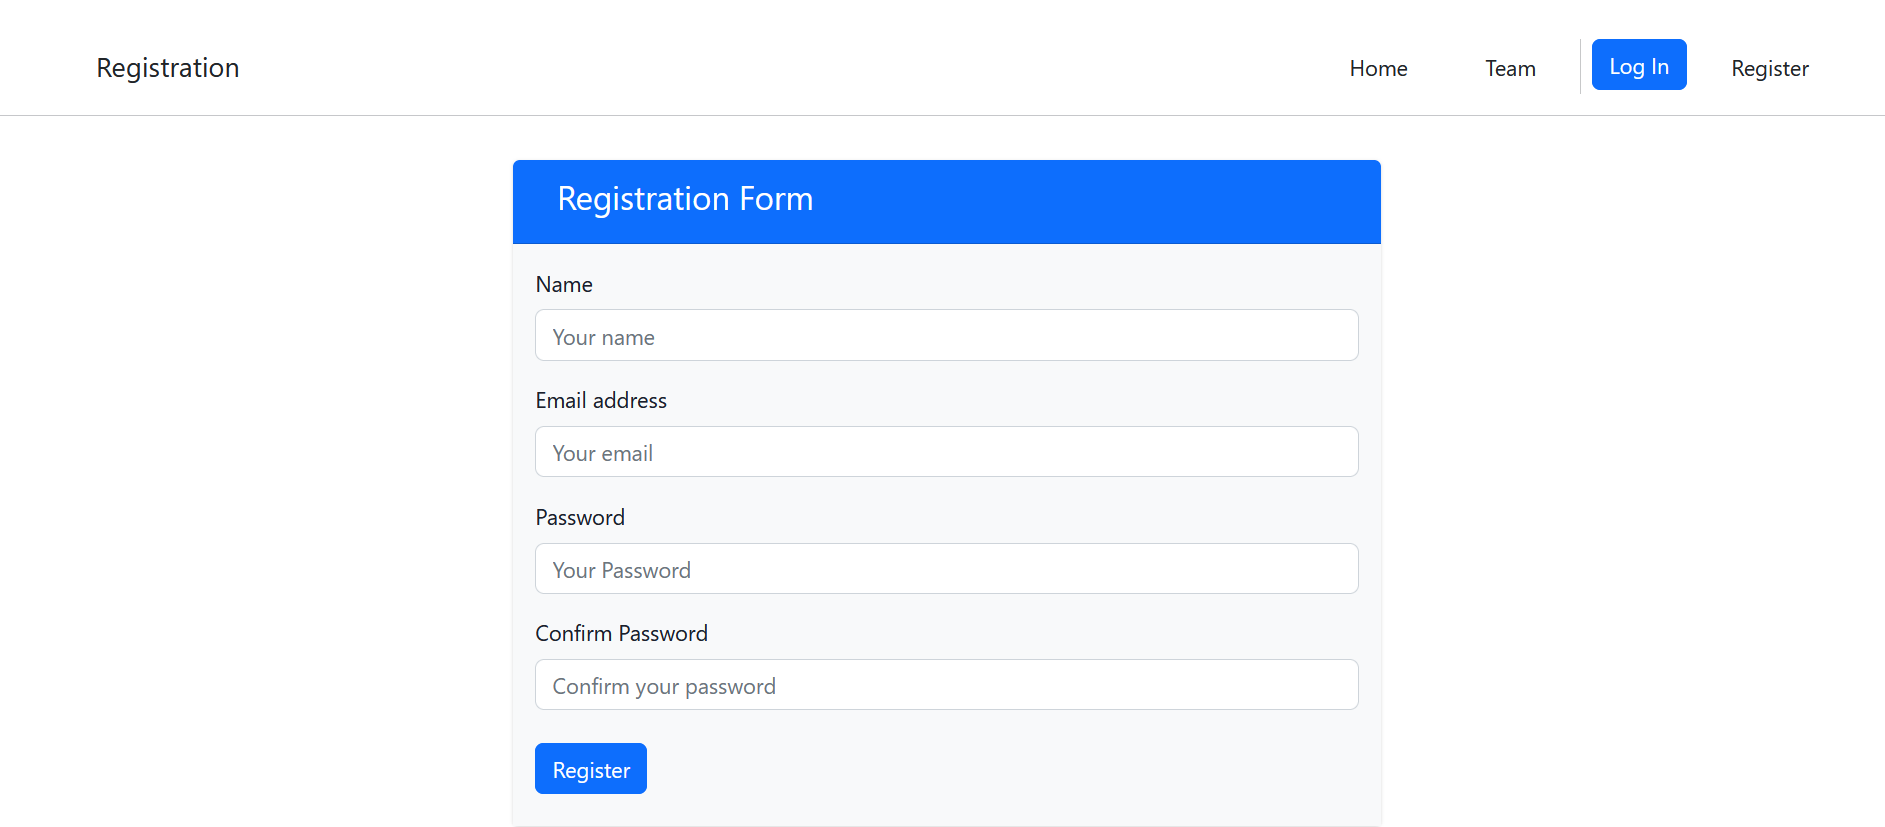 Registration
Home Team Log In Register
Registration Form
Name
Your name
Email address
Your email
Password
Your Password
Confirm Password
Confirm your password
Register